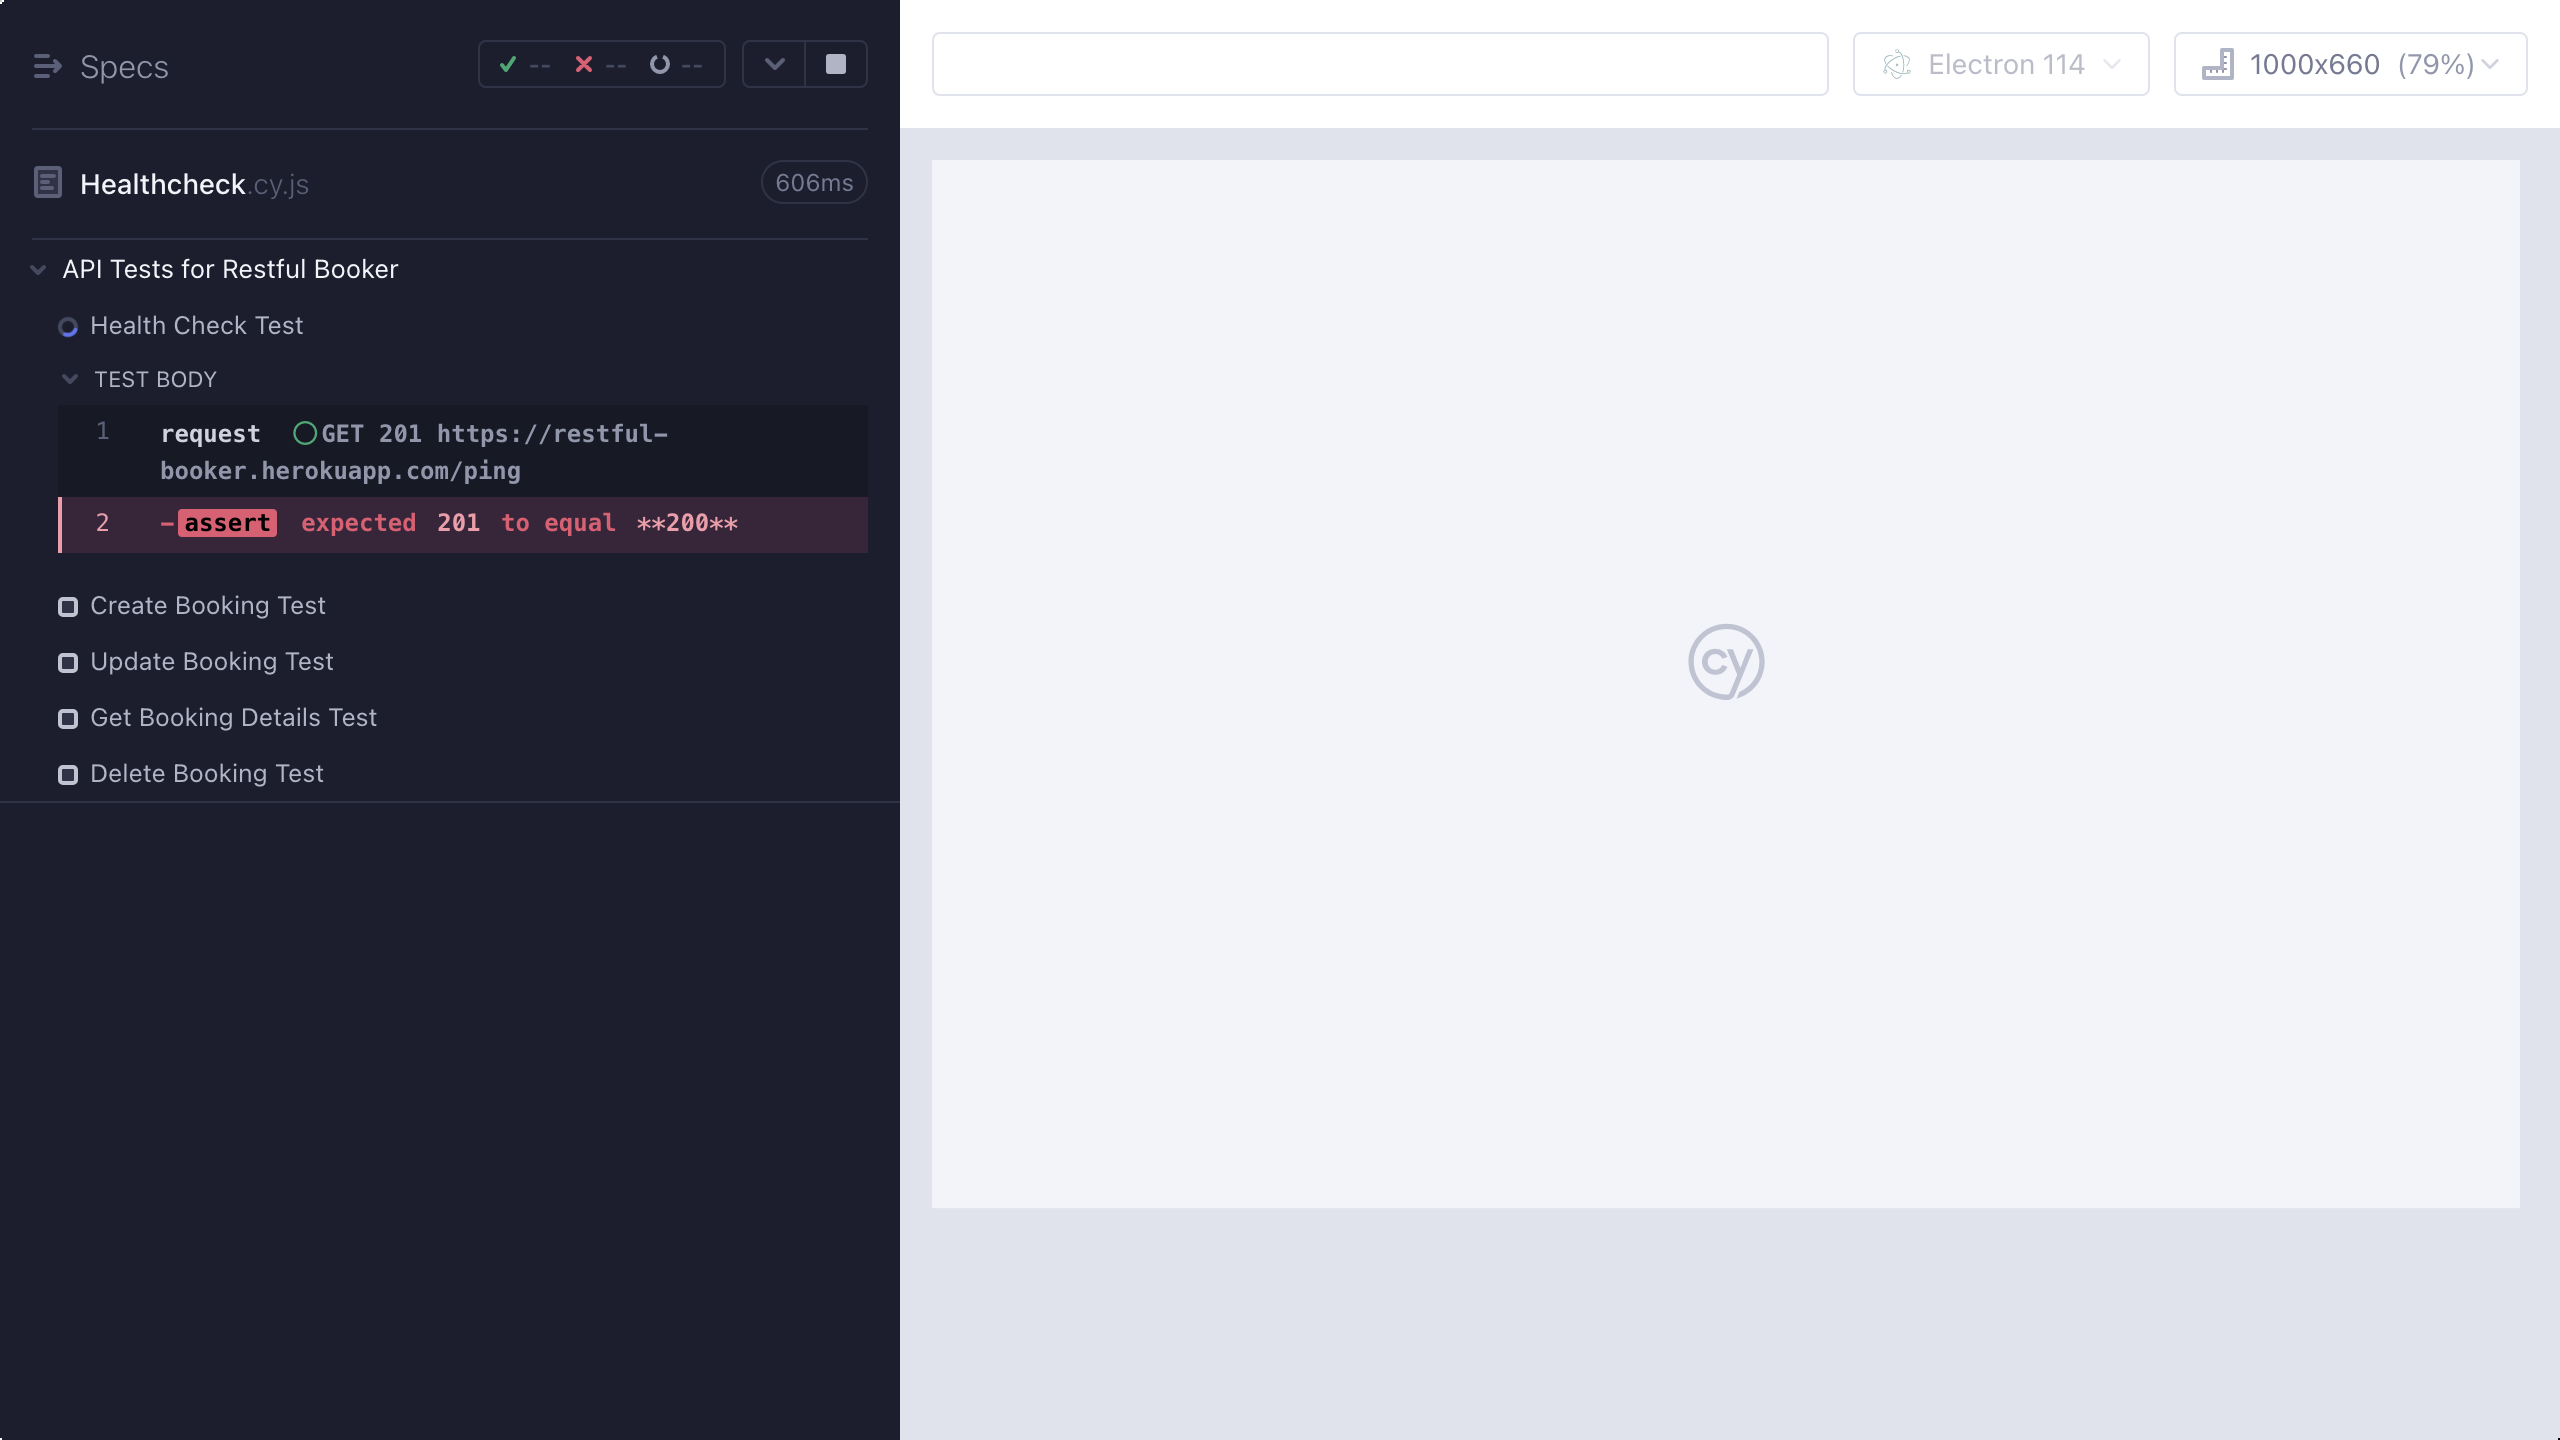 Specs
-- -- --
Healthcheck.cy.js 606ms
API Tests for Restful Booker
Health Check Test
TEST BODY
1 request GET 201 https://restful-
booker.herokuapp.com/ping
2 -assert expected 201 to equal **200**
Create Booking Test
Update Booking Test
Get Booking Details Test
Delete Booking Test
Electron 114
1000x660 (79%)
cy